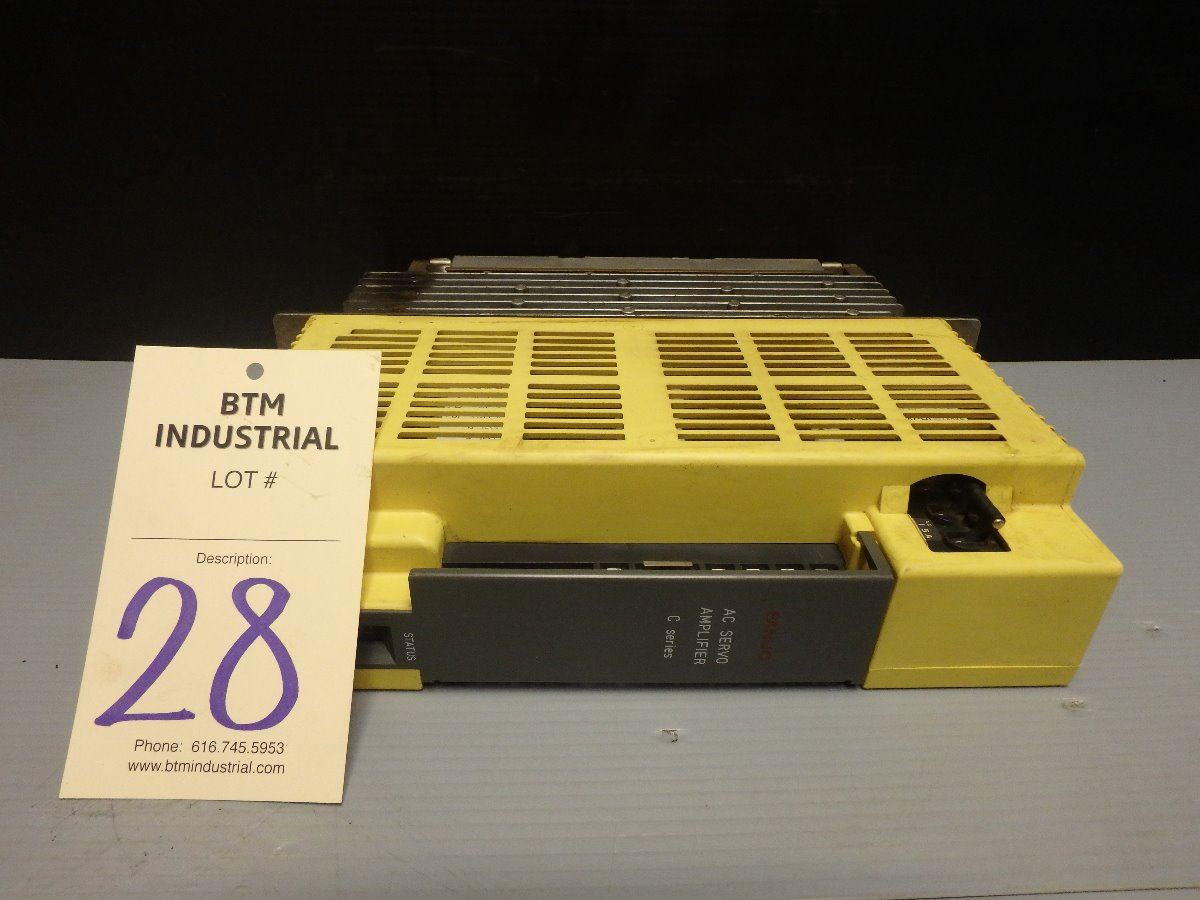 BTM
INDUSTRIAL
LOT #
Description:
28
Phone: 616.745.5953
www.btmindustrial.com
STATUS
FANUC
AC SERVO
AMPLIFIER
C series